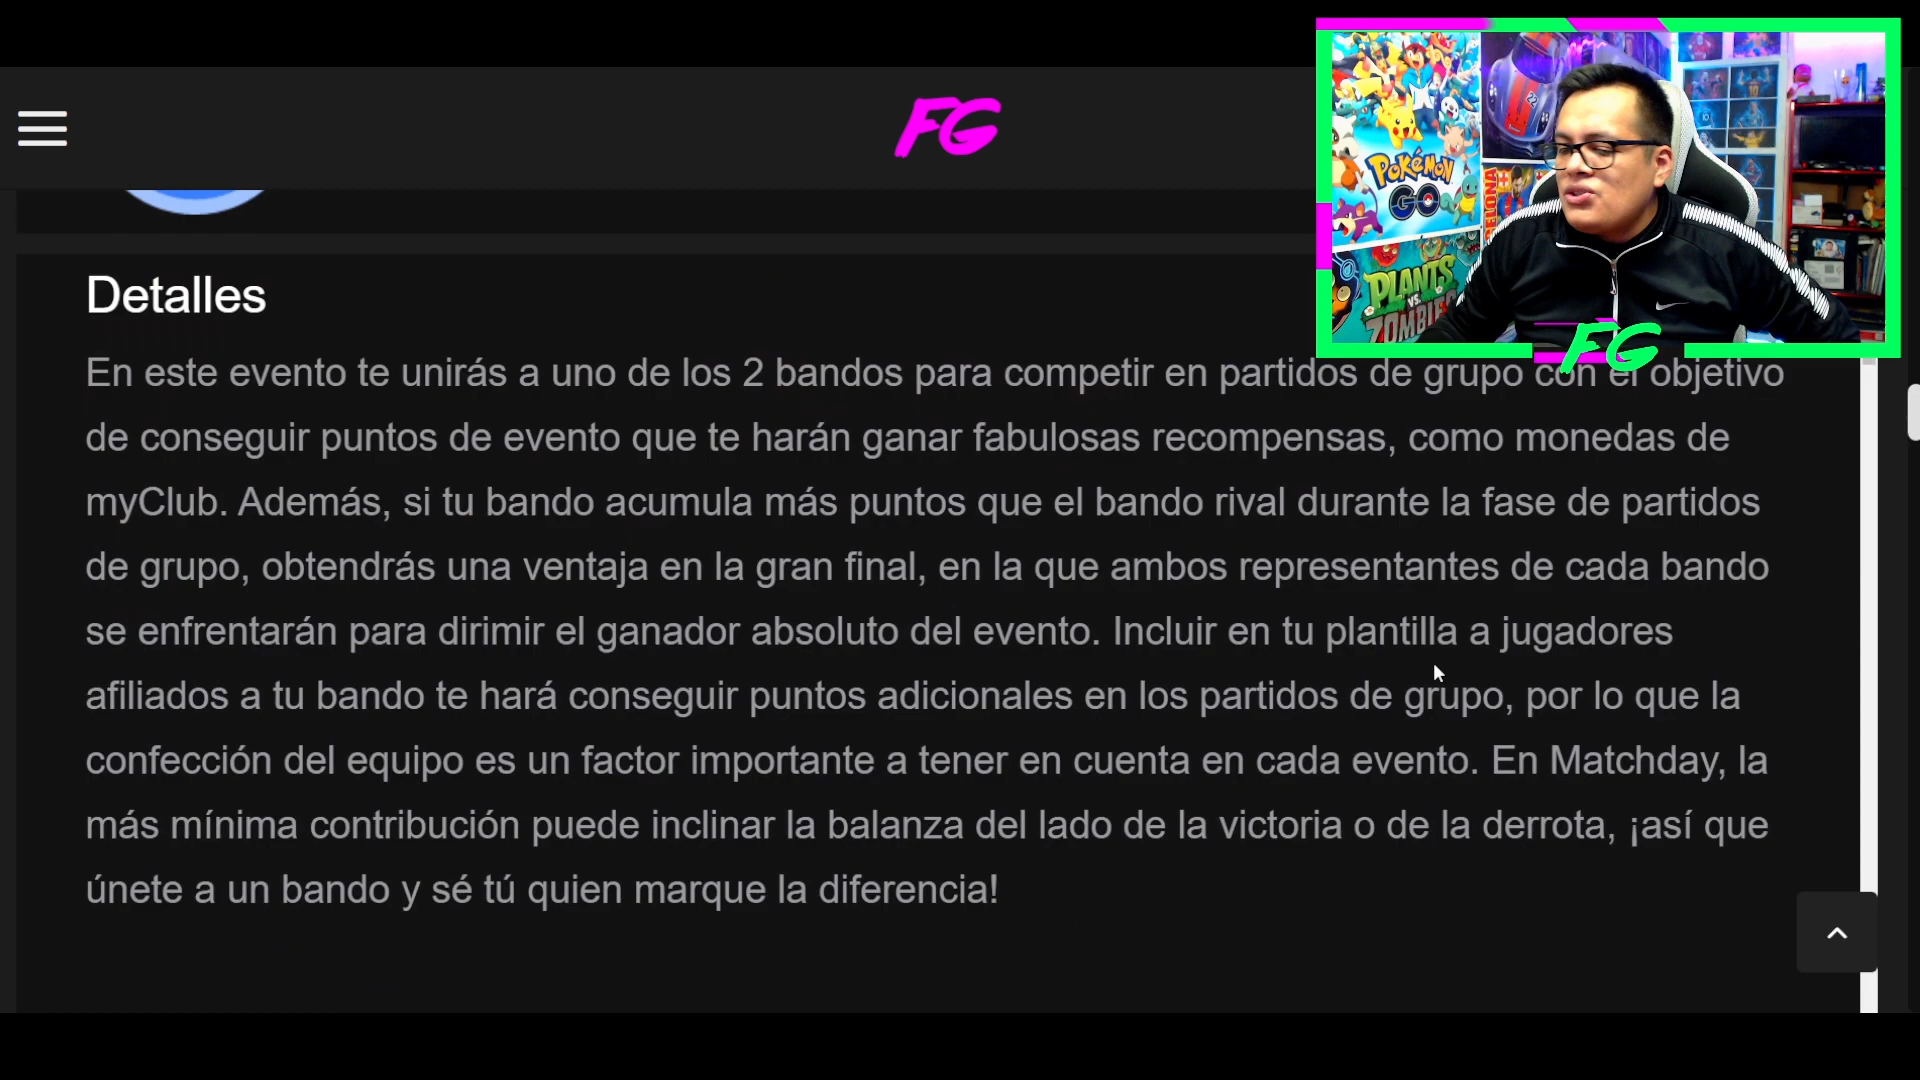 FG
Detalles
En este evento te unirás a uno de los 2 bandos para competir en partidos de grupo con el objetivo
de conseguir puntos de evento que te harán ganar fabulosas recompensas, como monedas de
myClub. Además, si tu bando acumula más puntos que el bando rival durante la fase de partidos
de grupo, obtendrás una ventaja en la gran final, en la que ambos representantes de cada bando
se enfrentarán para dirimir el ganador absoluto del evento. Incluir en tu plantilla a jugadores
afiliados a tu bando te hará conseguir puntos adicionales en los partidos de grupo, por lo que la
confección del equipo es un factor importante a tener en cuenta en cada evento. En Matchday, la
más mínima contribución puede inclinar la balanza del lado de la victoria o de la derrota, ¡así que
únete a un bando y sé tú quien marque la diferencia!
POKéMON
GO
PLANTS
VS.
ZOMBIES
22
FG